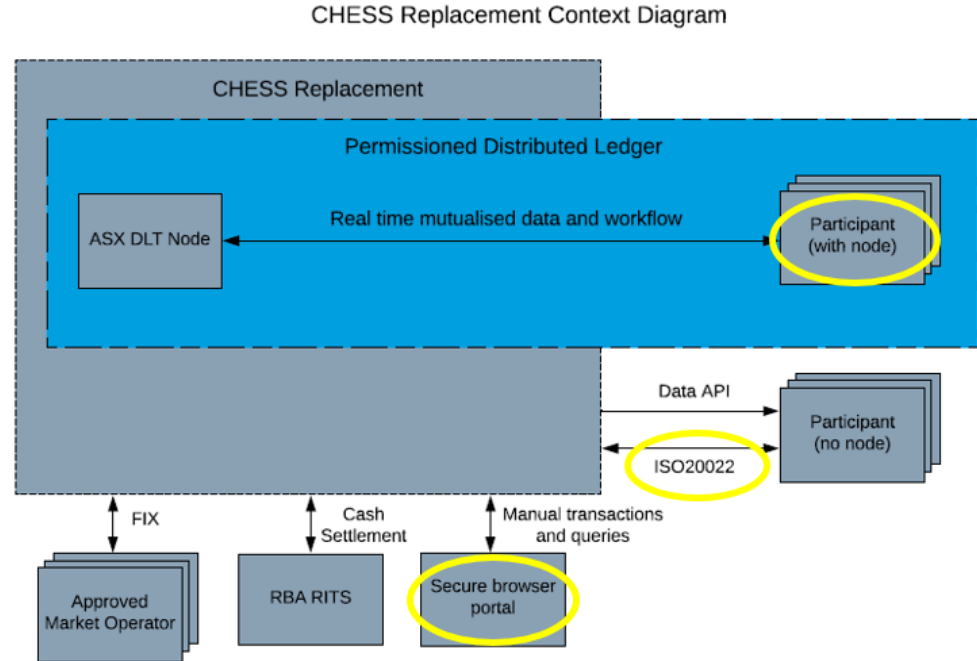 CHESS Replacement Context Diagram
CHESS Replacement
Permissioned Distributed Ledger
ASX DLT Node
Real time mutualised data and workflow
Participant
(with node)
Data API
ISO20022
Participant
(no node)
FIX
Cash
Settlement
Manual transactions
and queries
Approved
Market Operator
RBA RITS
Secure browser
portal